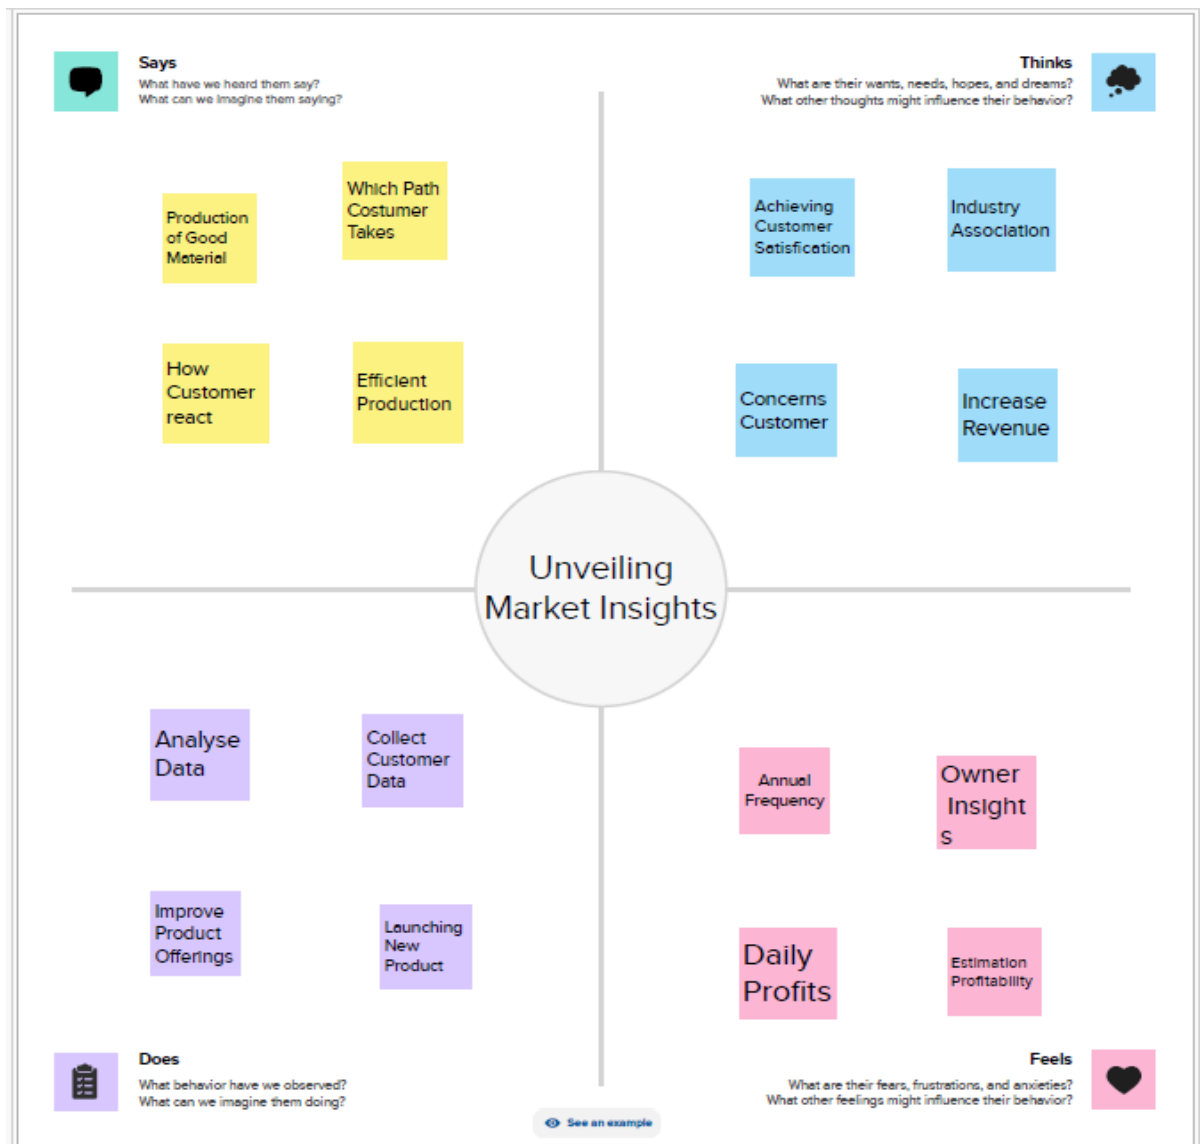 Says
What have we heard them say?
What can we imagine them saying?
Thinks
What are their wants, needs, hopes, and dreams?
What other thoughts might influence their behavior?
Production
of Good
Material
Which Path
Costumer
Takes
How
Customer
react
Efficient
Production
Achieving
Customer
Satisfication
Industry
Association
Concerns
Customer
Increase
Revenue
Unveiling
Market Insights
Analyse
Data
Collect
Customer
Data
Improve
Product
Offerings
Launching
New
Product
Annual
Frequency
Owner
Insight
s
Daily
Profits
Estimation
Profitability
Does
What behavior have we observed?
What can we imagine them doing?
Feels
What are their fears, frustrations, and anxieties?
What other feelings might influence their behavior?
See an example